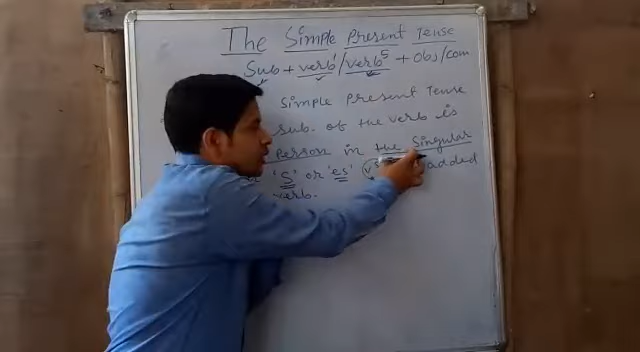 The Simple Present Tense
Sub + verb¹/verb⁵ + obj/com
Simple Present Tense
sub. of the verb is
person in the Singular
'S' or 'es' added
verb.